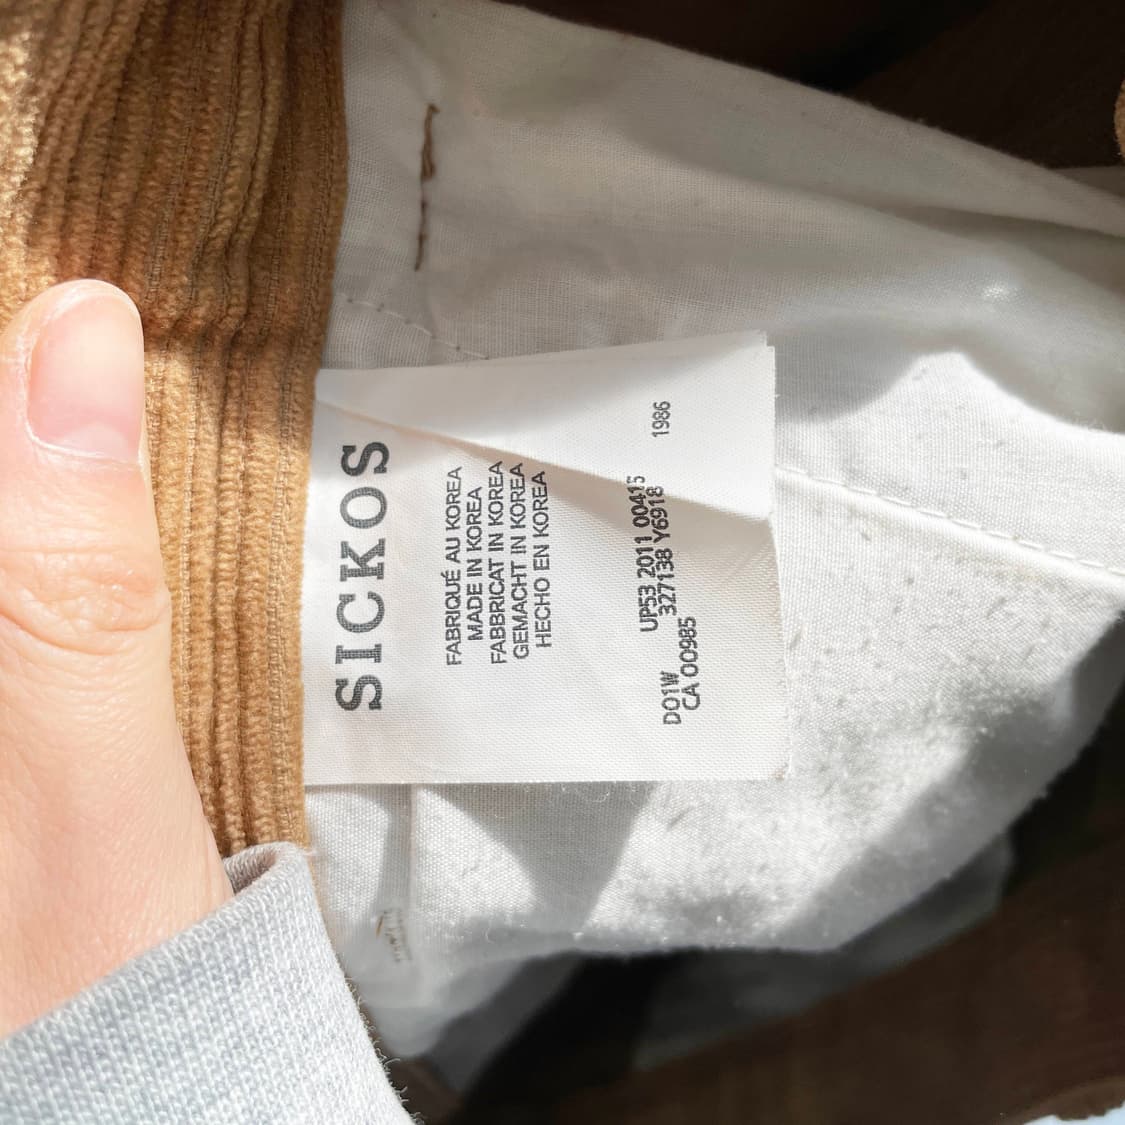 SICKOS
FABRIQUÉ AU KOREA
MADE IN KOREA
FABBRICAT IN KOREA
GEMACHT IN KOREA
HECHO EN KOREA
UP53 2011 00415 1986
327138 Y6918
DO1W
CA 00985